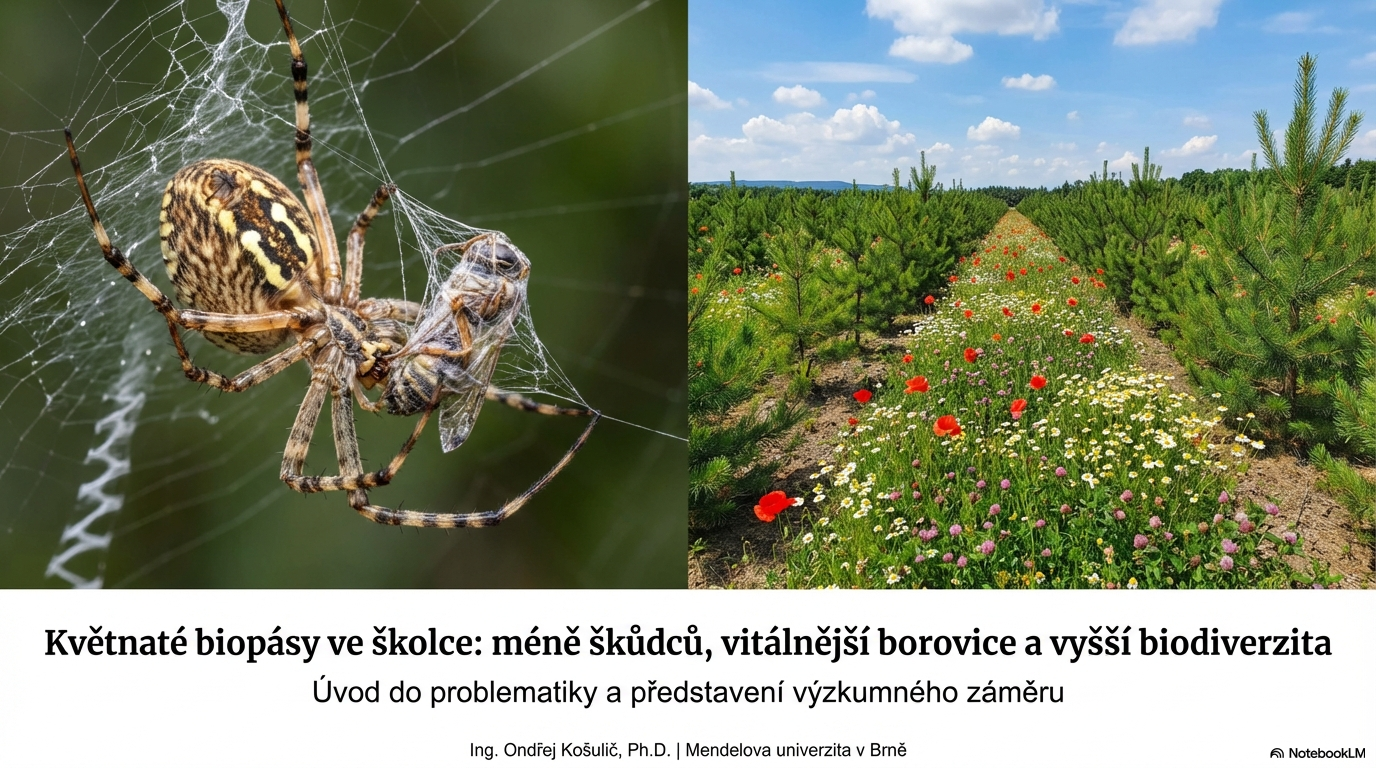 Květnaté biopásy ve školce: méně škůdců, vitálnější borovice a vyšší biodiverzita
Úvod do problematiky a představení výzkumného záměru
Ing. Ondřej Košulič, Ph.D. | Mendelova univerzita v Brně
NotebookLM